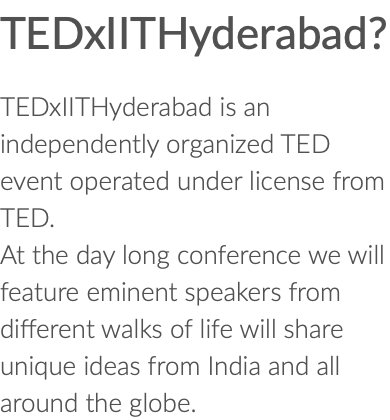 TEDxIITHyderabad?
TEDxIITHyderabad is an
independently organized TED
event operated under license from
TED.
At the day long conference we will
feature eminent speakers from
different walks of life will share
unique ideas from India and all
around the globe.